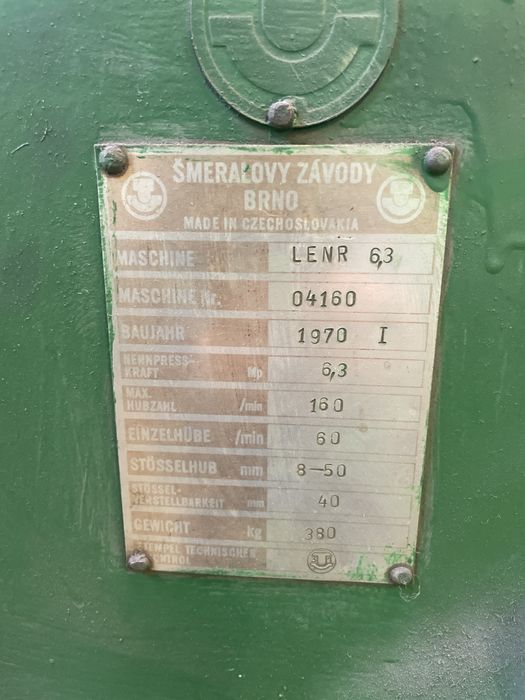 ŠMERALOVY ZÁVODY
BRNO
MADE IN CZECHOSLOVAKIA
MASCHINE LENR 6,3
MASCHINE Nr. 04160
BAUJAHR 1970 I
NENNPRESS-
KRAFT Mp 6,3
MAX.
HUBZAHL /min 160
EINZELHÜBE /min 60
STÖSSELHUB mm 8—50
STÖSSEL-
VERSTELLBARKEIT mm 40
GEWICHT kg 380
STEMPEL TECHNISCHER
KONTROL